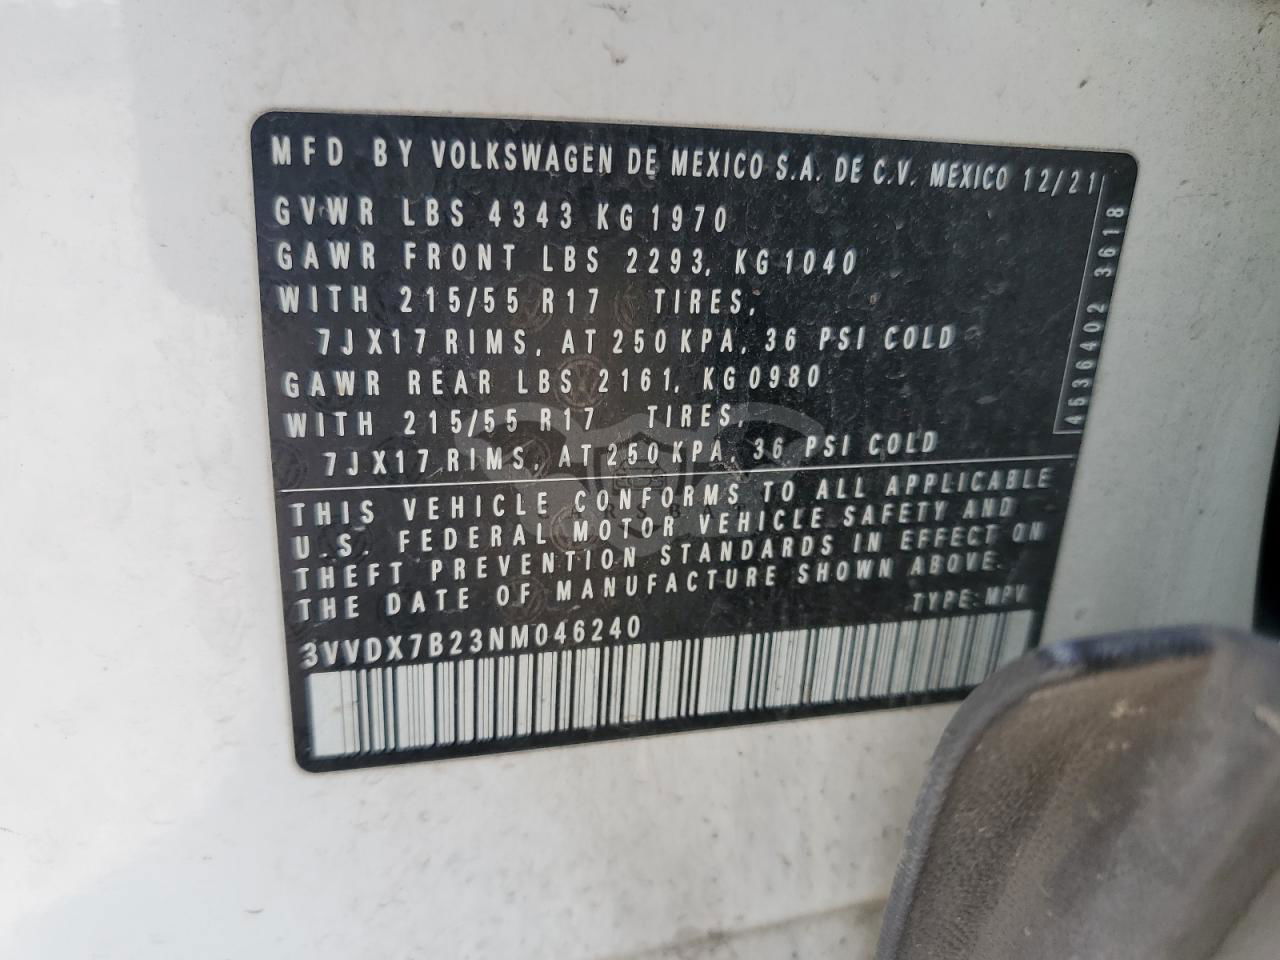 MFD BY VOLKSWAGEN DE MEXICO S.A. DE C.V. MEXICO 12/21
GVWR LBS 4343 KG 1970
GAWR FRONT LBS 2293, KG 1040
WITH 215/55 R17 TIRES,
7JX17 RIMS, AT 250 KPA, 36 PSI COLD
GAWR REAR LBS 2161, KG 0980
WITH 215/55 R17 TIRES,
7JX17 RIMS, AT 250 KPA, 36 PSI COLD
4536402 3618
THIS VEHICLE CONFORMS TO ALL APPLICABLE
U.S. FEDERAL MOTOR VEHICLE SAFETY AND
THEFT PREVENTION STANDARDS IN EFFECT ON
THE DATE OF MANUFACTURE SHOWN ABOVE.
TYPE: MPV
3VVDX7B23NM046240